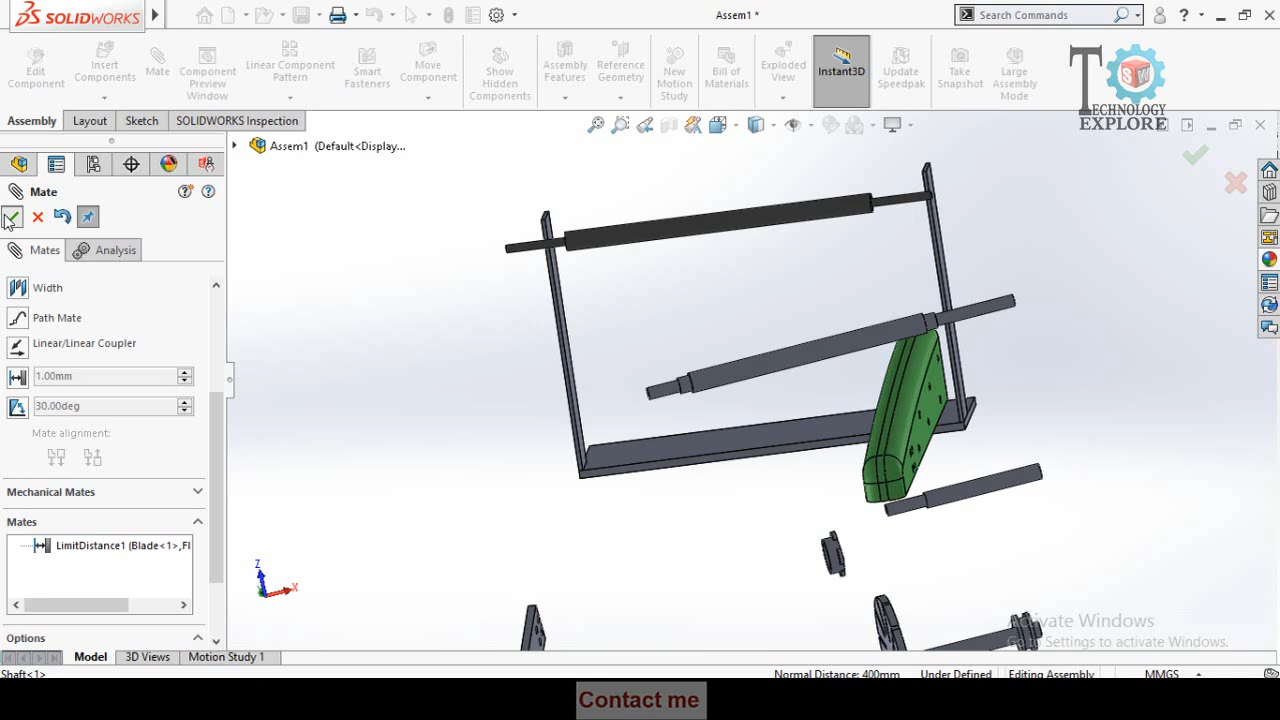 SOLIDWORKS
Assem1 *
Search Commands
Edit Component
Insert Components
Mate
Component Preview Window
Linear Component Pattern
Smart Fasteners
Move Component
Show Hidden Components
Assembly Features
Reference Geometry
New Motion Study
Bill of Materials
Exploded View
Instant3D
Update Speedpak
Take Snapshot
Large Assembly Mode
TECHNOLOGY
EXPLORE
Assembly Layout Sketch SOLIDWORKS Inspection
Assem1 (Default<Display...
Mate
Mates Analysis
Width
Path Mate
Linear/Linear Coupler
1.00mm
30.00deg
Mate alignment:
Mechanical Mates
Mates
LimitDistance1 (Blade<1>,Fl
Options
Z
X
Activate Windows
Go to Settings to activate Windows.
Model 3D Views Motion Study 1
Shaft<1> Normal Distance: 400mm Under Defined Editing Assembly MMGS
Contact me